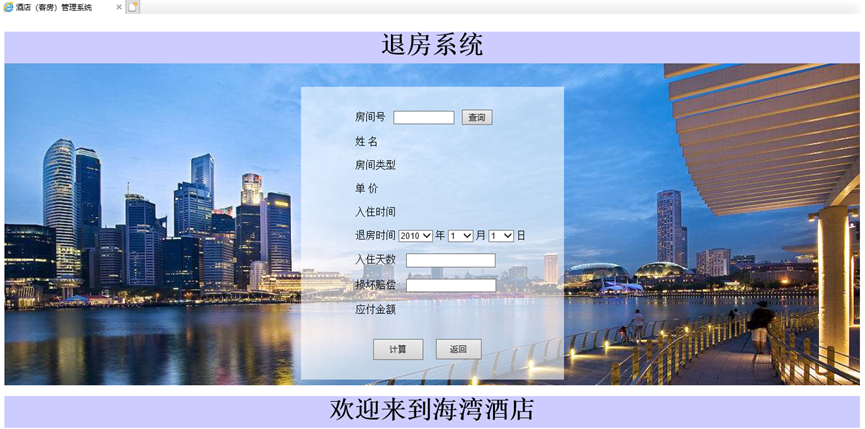 酒店（客房）管理系统
退房系统
房间号 查询
姓 名
房间类型
单 价
入住时间
退房时间 2010 年 1 月 1 日
入住天数
损坏赔偿
应付金额
计算 返回
欢迎来到海湾酒店